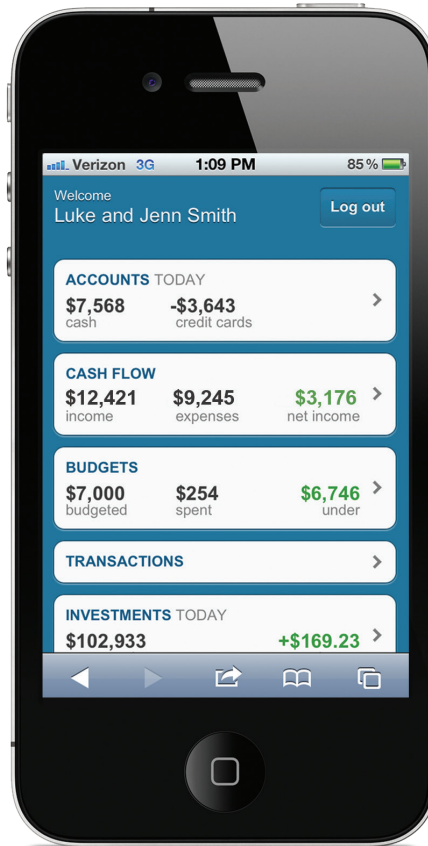 Verizon 3G 1:09 PM 85%
Welcome
Luke and Jenn Smith
Log out
ACCOUNTS TODAY
$7,568 -$3,643
cash credit cards
CASH FLOW
$12,421 $9,245 $3,176
income expenses net income
BUDGETS
$7,000 $254 $6,746
budgeted spent under
TRANSACTIONS
INVESTMENTS TODAY
$102,933 +$169.23